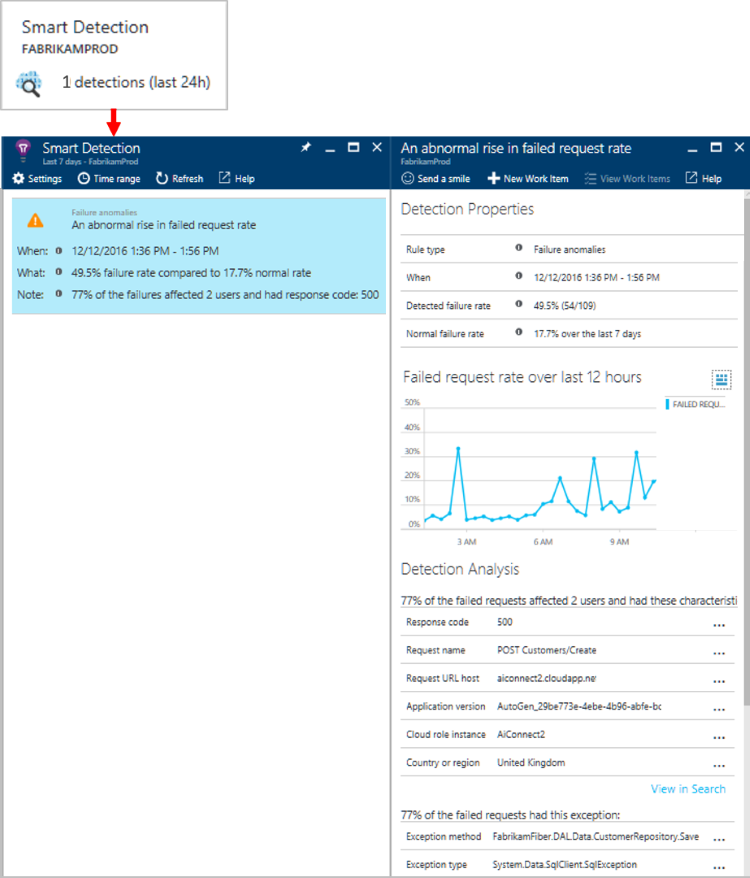 Smart Detection
FABRIKAMPROD
1 detections (last 24h)
Smart Detection
Last 7 days - FabrikamProd
Settings Time range Refresh Help
Failure anomalies
An abnormal rise in failed request rate
When: 12/12/2016 1:36 PM - 1:56 PM
What: 49.5% failure rate compared to 17.7% normal rate
Note: 77% of the failures affected 2 users and had response code: 500
An abnormal rise in failed request rate
FabrikamProd
Send a smile New Work Item View Work Items Help
Detection Properties
Rule type Failure anomalies
When 12/12/2016 1:36 PM - 1:56 PM
Detected failure rate 49.5% (54/109)
Normal failure rate 17.7% over the last 7 days
Failed request rate over last 12 hours
50%
40%
30%
20%
10%
0%
3 AM 6 AM 9 AM
FAILED REQU...
Detection Analysis
77% of the failed requests affected 2 users and had these characteristi
Response code 500 ...
Request name POST Customers/Create ...
Request URL host aiconnect2.cloudapp.ne ...
Application version AutoGen_29be773e-4ebe-4b96-abfe-bc ...
Cloud role instance AiConnect2 ...
Country or region United Kingdom ...
View in Search
77% of the failed requests had this exception:
Exception method FabrikamFiber.DAL.Data.CustomerRepository.Save ...
Exception type System.Data.SqlClient.SqlException ...